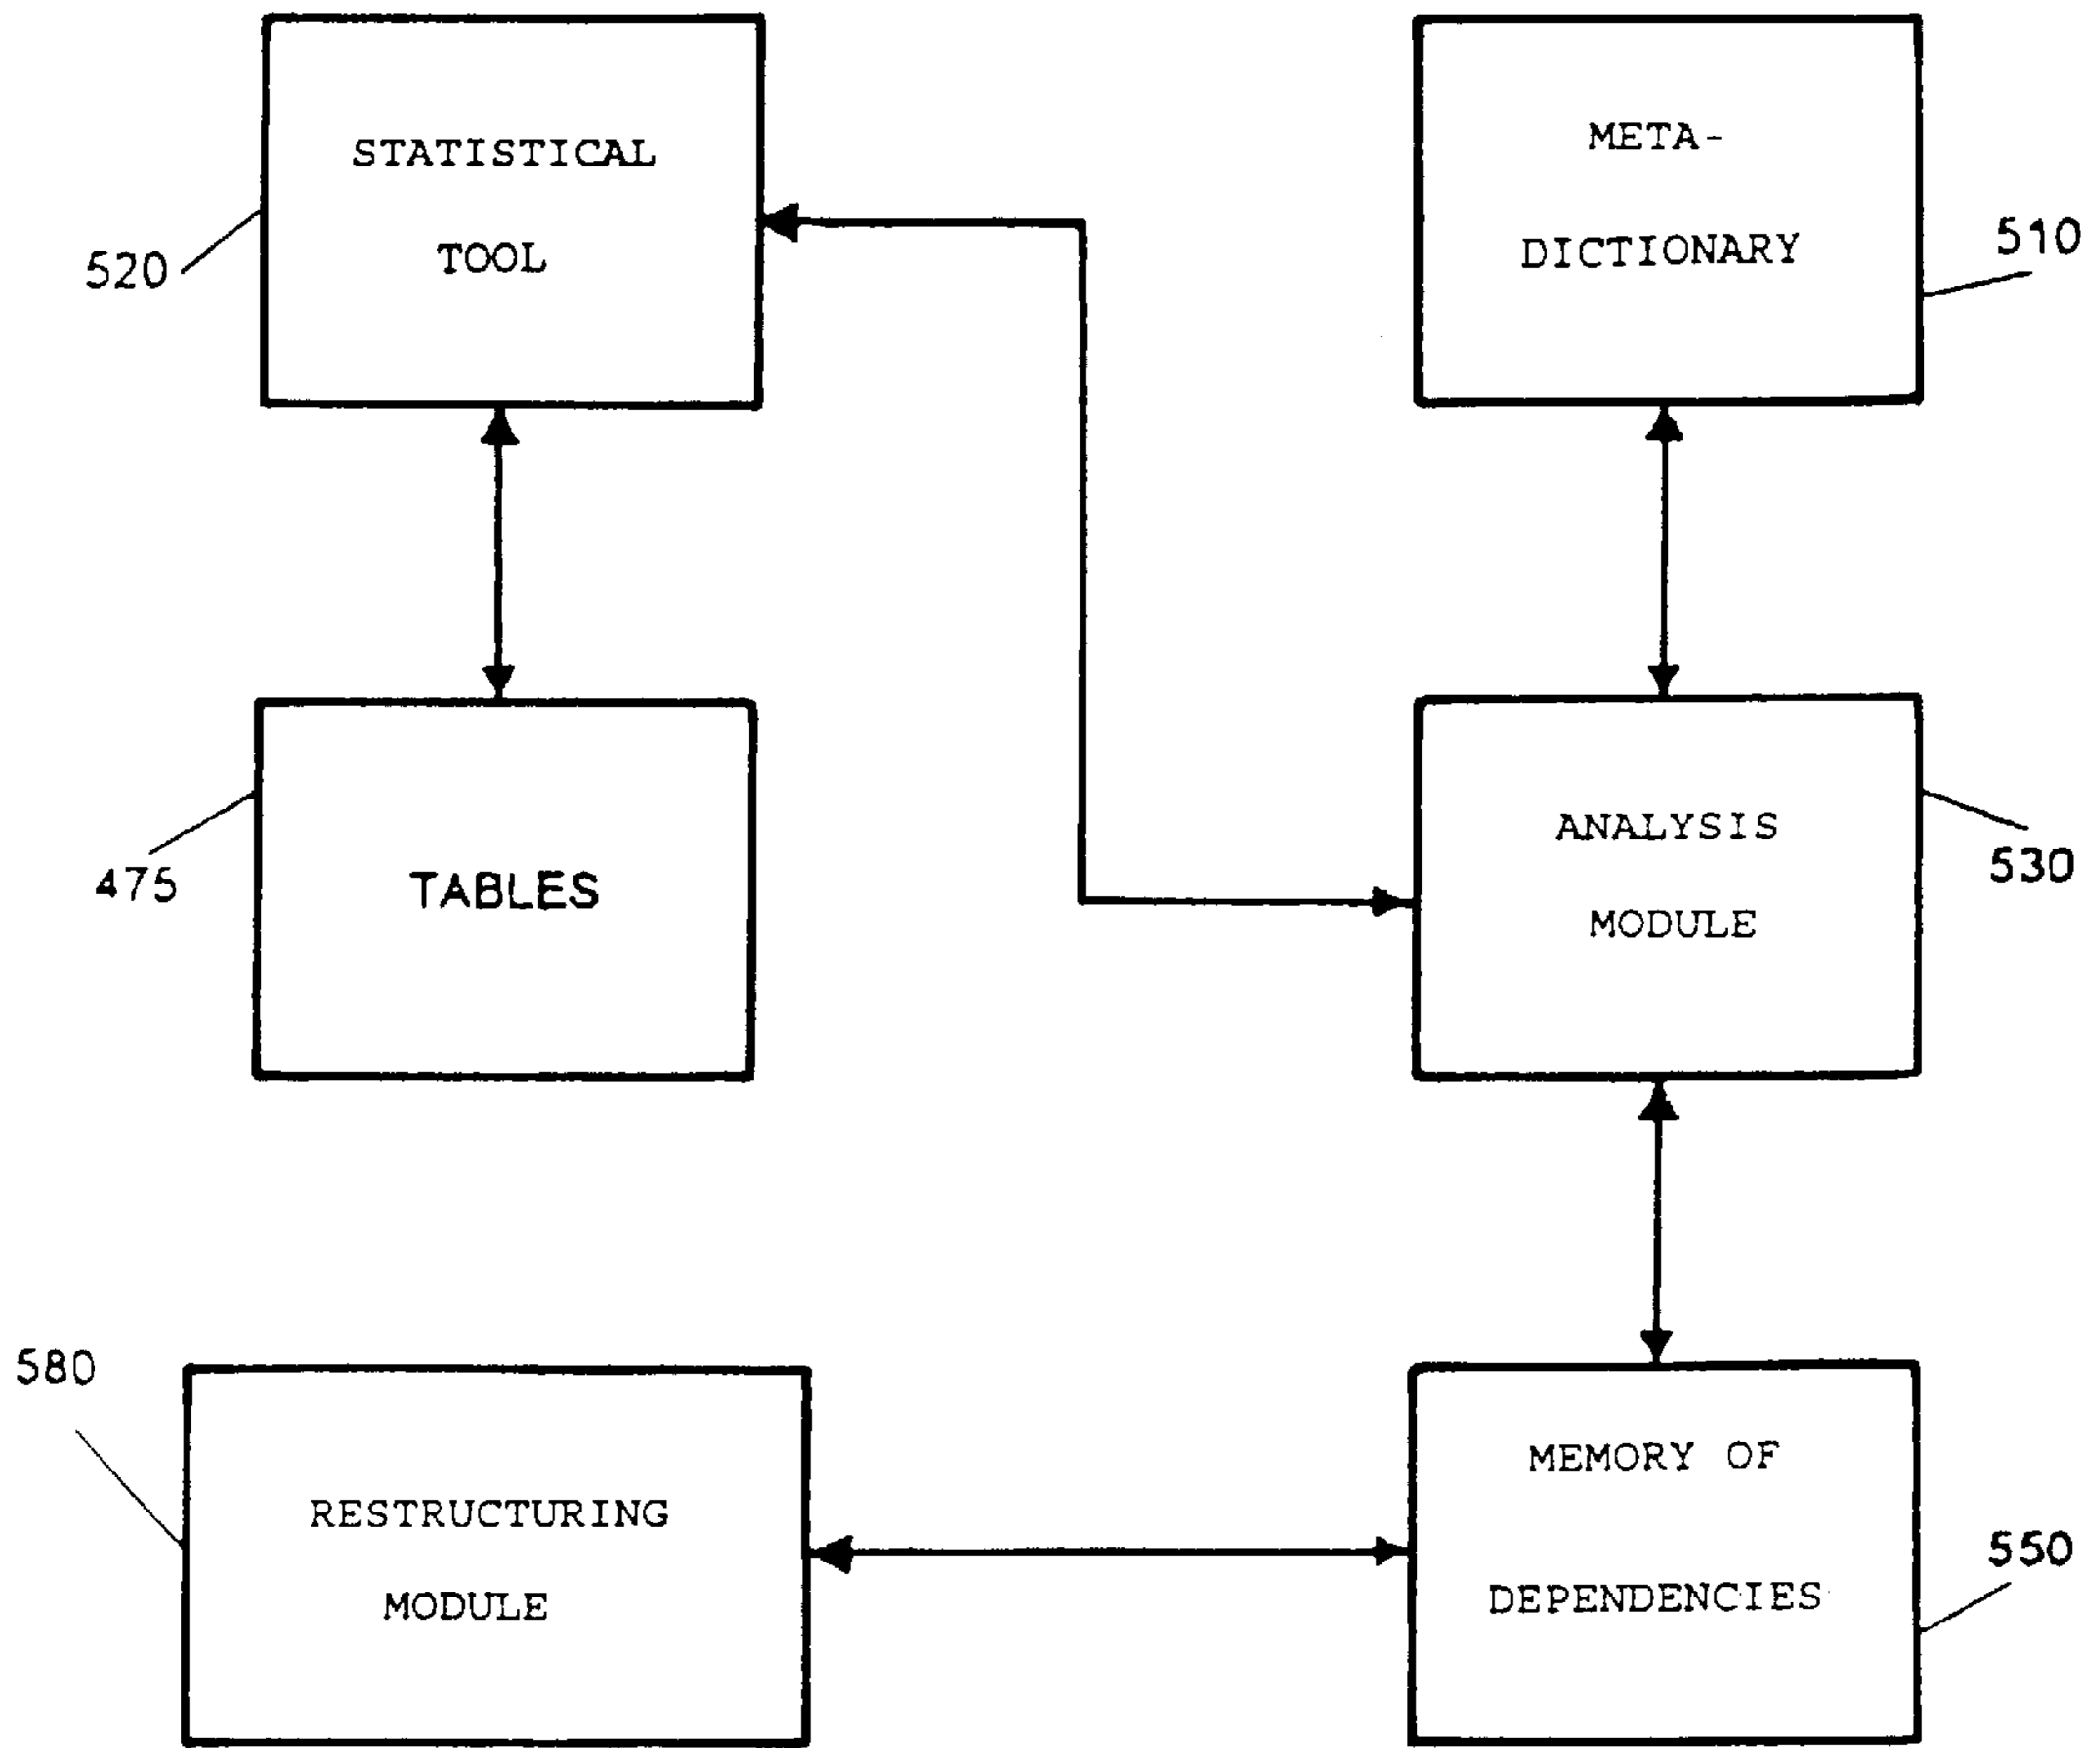 STATISTICAL
TOOL
520
META-
DICTIONARY
510
TABLES
475
ANALYSIS
MODULE
530
580
RESTRUCTURING
MODULE
MEMORY OF
DEPENDENCIES
550